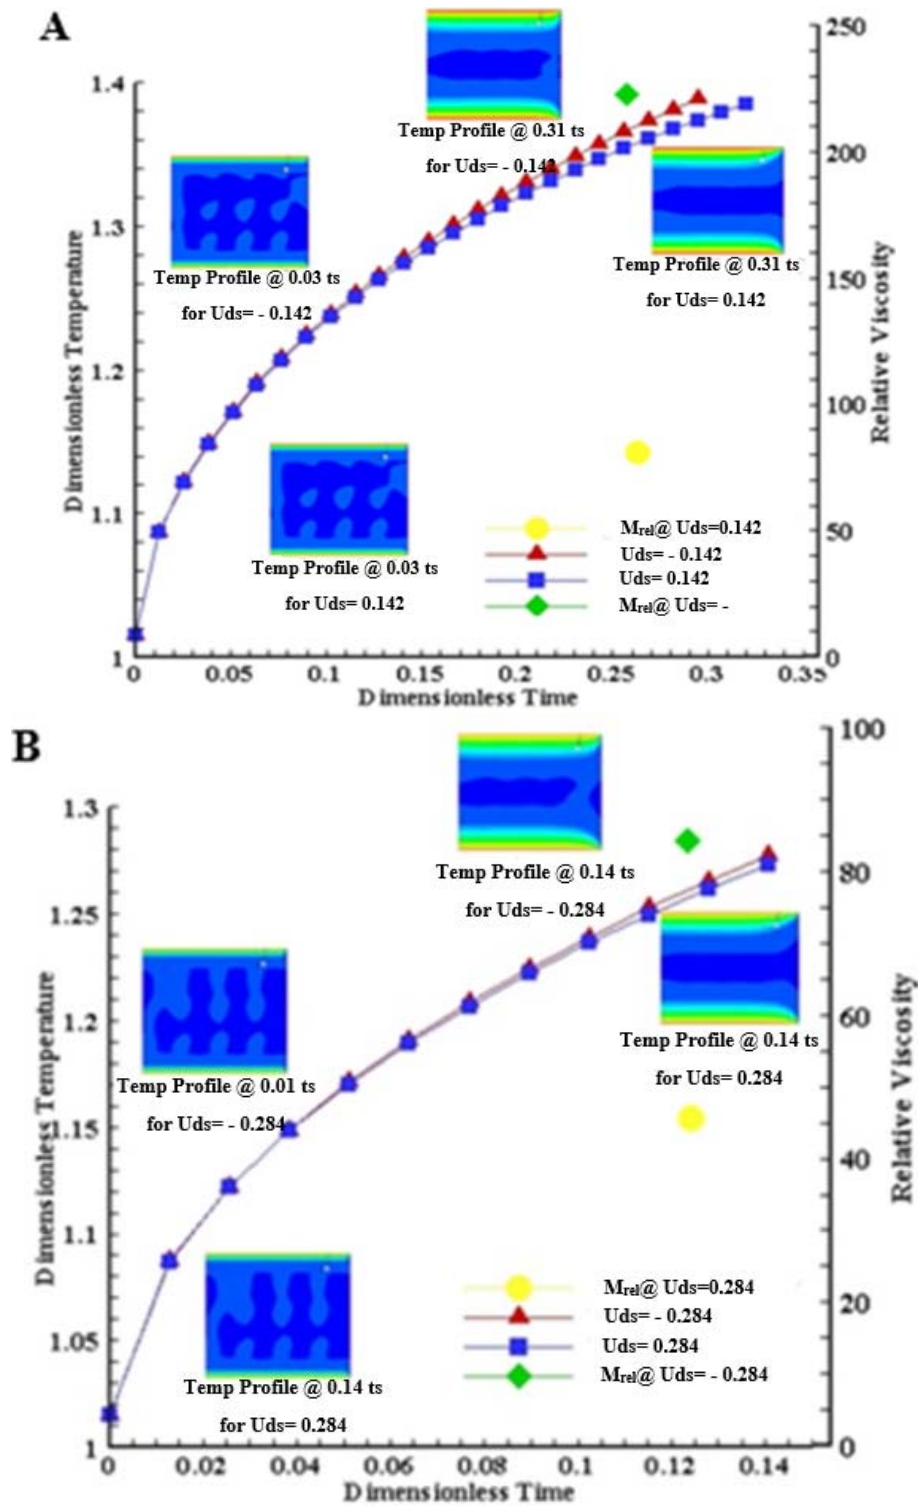 A
250
1.4
Temp Profile @ 0.31 ts
for Uds= - 0.142
200
1.3
Temp Profile @ 0.31 ts
for Uds= 0.142
Temp Profile @ 0.03 ts
for Uds= - 0.142
150
Dimensionless Temperature
Relative Viscosity
1.2
100
1.1
Temp Profile @ 0.03 ts
for Uds= 0.142
50
Mrel@ Uds=0.142
Uds= - 0.142
Uds= 0.142
Mrel@ Uds= -
1
0
0 0.05 0.1 0.15 0.2 0.25 0.3 0.35
Dimensionless Time
B
100
1.3
Temp Profile @ 0.14 ts
for Uds= - 0.284
80
1.25
Temp Profile @ 0.14 ts
for Uds= 0.284
1.2
60
Dimensionless Temperature
Relative Viscosity
Temp Profile @ 0.01 ts
for Uds= - 0.284
1.15
40
1.1
Temp Profile @ 0.14 ts
for Uds= 0.284
20
1.05
Mrel@ Uds=0.284
Uds= - 0.284
Uds= 0.284
Mrel@ Uds= - 0.284
1
0
0 0.02 0.04 0.06 0.08 0.1 0.12 0.14
Dimensionless Time